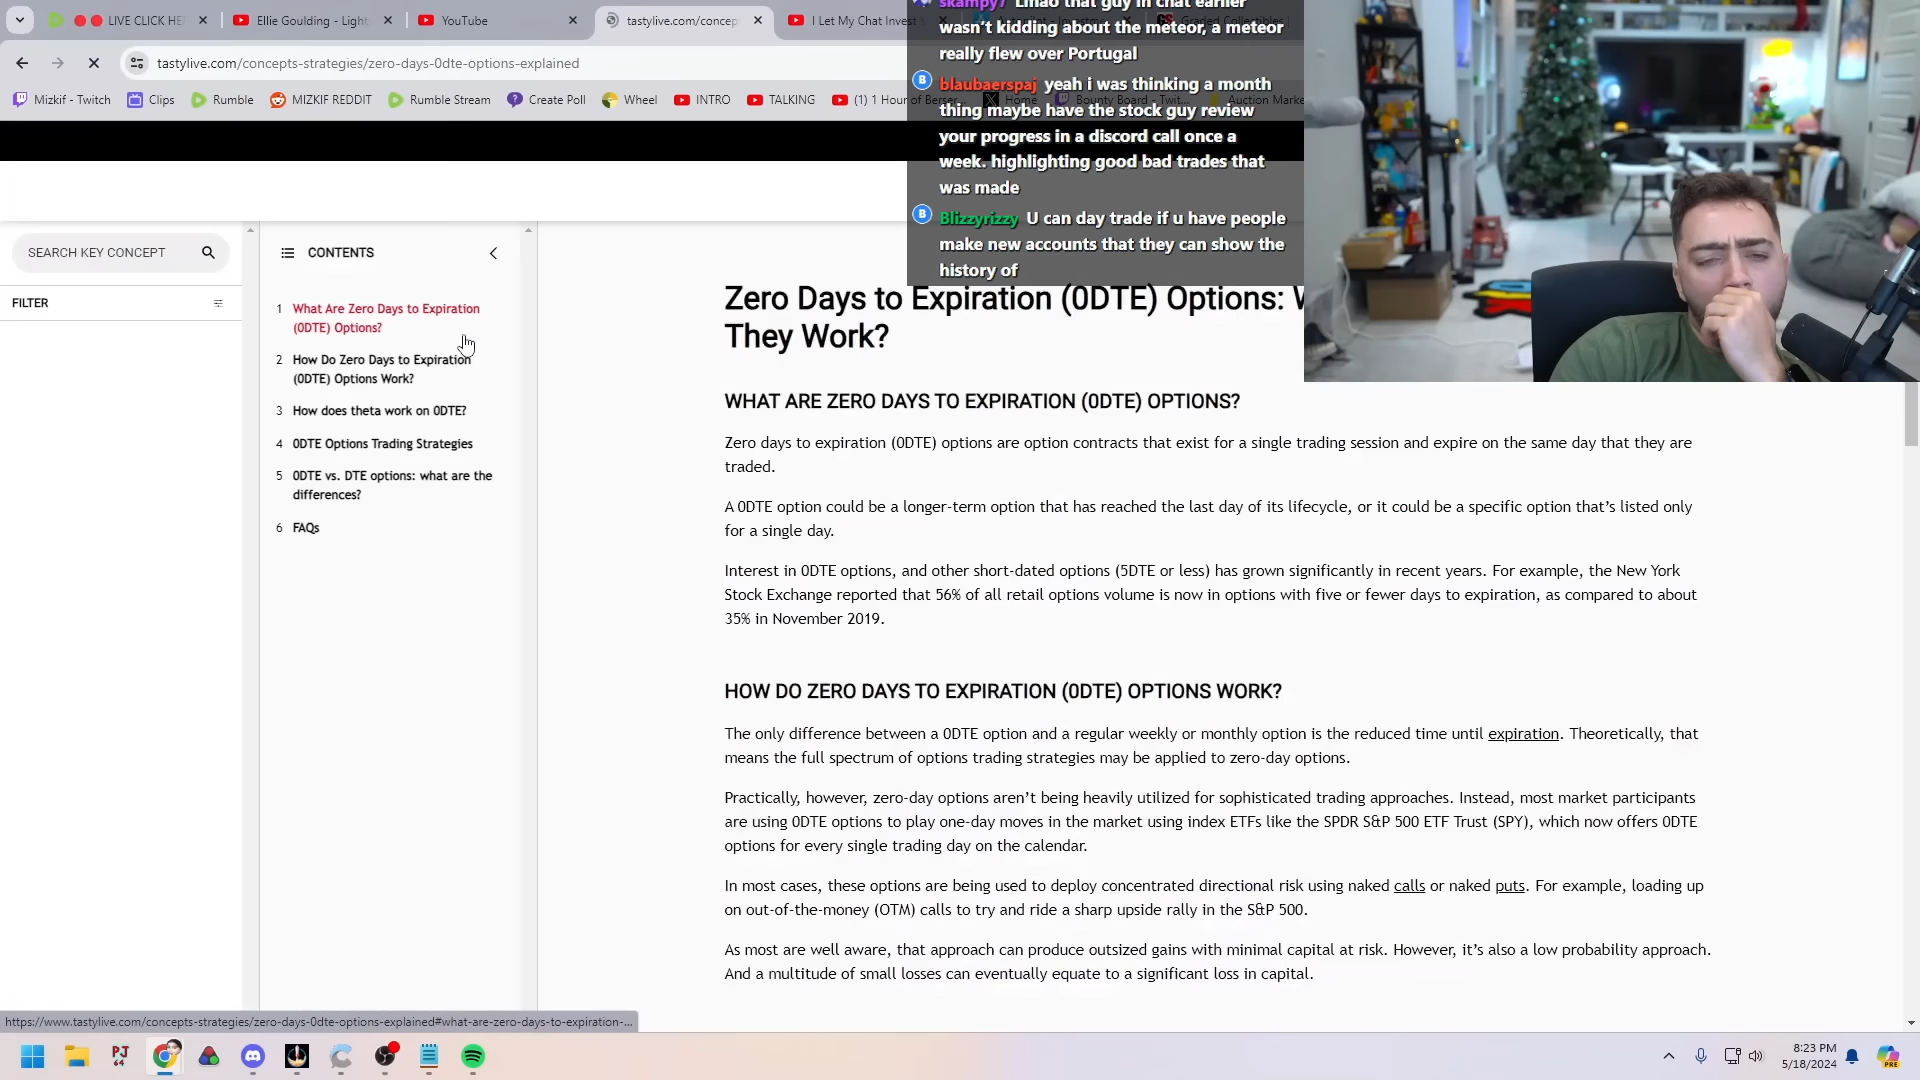 LIVE CLICK HE
Ellie Goulding - Light
YouTube
tastylive.com/concep
I Let My Chat Invest
tastylive.com/concepts-strategies/zero-days-0dte-options-explained
Mizkif - Twitch
Clips
Rumble
MIZKIF REDDIT
Rumble Stream
Create Poll
Wheel
INTRO
TALKING
(1) 1 Hour of Berser...
Home
Bounty Board - Twit...
Auction Marke
skampy7 Lmao that guy in chat earlier
wasn't kidding about the meteor, a meteor
really flew over Portugal
blaubaerspaj yeah i was thinking a month
thing maybe have the stock guy review
your progress in a discord call once a
week. highlighting good bad trades that
was made
Blizzyrizzy U can day trade if u have people
make new accounts that they can show the
history of
SEARCH KEY CONCEPT
FILTER
CONTENTS
1 What Are Zero Days to Expiration
(0DTE) Options?
2 How Do Zero Days to Expiration
(0DTE) Options Work?
3 How does theta work on 0DTE?
4 0DTE Options Trading Strategies
5 0DTE vs. DTE options: what are the
differences?
6 FAQs
Zero Days to Expiration (0DTE) Options:
They Work?
WHAT ARE ZERO DAYS TO EXPIRATION (0DTE) OPTIONS?
Zero days to expiration (0DTE) options are option contracts that exist for a single trading session and expire on the same day that they are
traded.
A 0DTE option could be a longer-term option that has reached the last day of its lifecycle, or it could be a specific option that's listed only
for a single day.
Interest in 0DTE options, and other short-dated options (5DTE or less) has grown significantly in recent years. For example, the New York
Stock Exchange reported that 56% of all retail options volume is now in options with five or fewer days to expiration, as compared to about
35% in November 2019.
HOW DO ZERO DAYS TO EXPIRATION (0DTE) OPTIONS WORK?
The only difference between a 0DTE option and a regular weekly or monthly option is the reduced time until expiration. Theoretically, that
means the full spectrum of options trading strategies may be applied to zero-day options.
Practically, however, zero-day options aren't being heavily utilized for sophisticated trading approaches. Instead, most market participants
are using 0DTE options to play one-day moves in the market using index ETFs like the SPDR S&P 500 ETF Trust (SPY), which now offers 0DTE
options for every single trading day on the calendar.
In most cases, these options are being used to deploy concentrated directional risk using naked calls or naked puts. For example, loading up
on out-of-the-money (OTM) calls to try and ride a sharp upside rally in the S&P 500.
As most are well aware, that approach can produce outsized gains with minimal capital at risk. However, it's also a low probability approach.
And a multitude of small losses can eventually equate to a significant loss in capital.
https://www.tastylive.com/concepts-strategies/zero-days-0dte-options-explained#what-are-zero-days-to-expiration-...
PJ
64
8:23 PM
5/18/2024
PRE